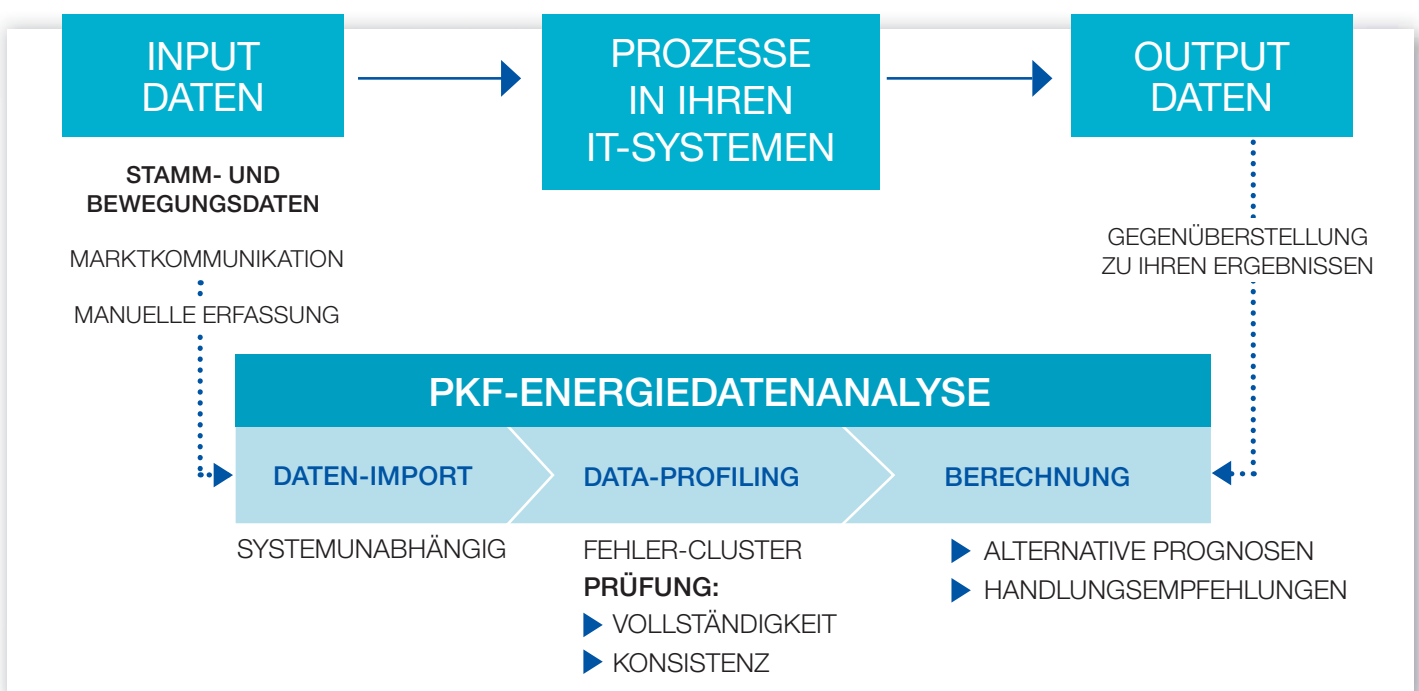 INPUT
DATEN
PROZESSE
IN IHREN
IT-SYSTEMEN
OUTPUT
DATEN
STAMM- UND
BEWEGUNGSDATEN
MARKTKOMMUNIKATION
MANUELLE ERFASSUNG
GEGENÜBERSTELLUNG
ZU IHREN ERGEBNISSEN
PKF-ENERGIEDATENANALYSE
DATEN-IMPORT
DATA-PROFILING
BERECHNUNG
SYSTEMUNABHÄNGIG
FEHLER-CLUSTER
PRÜFUNG:
VOLLSTÄNDIGKEIT
KONSISTENZ
ALTERNATIVE PROGNOSEN
HANDLUNGSEMPFEHLUNGEN